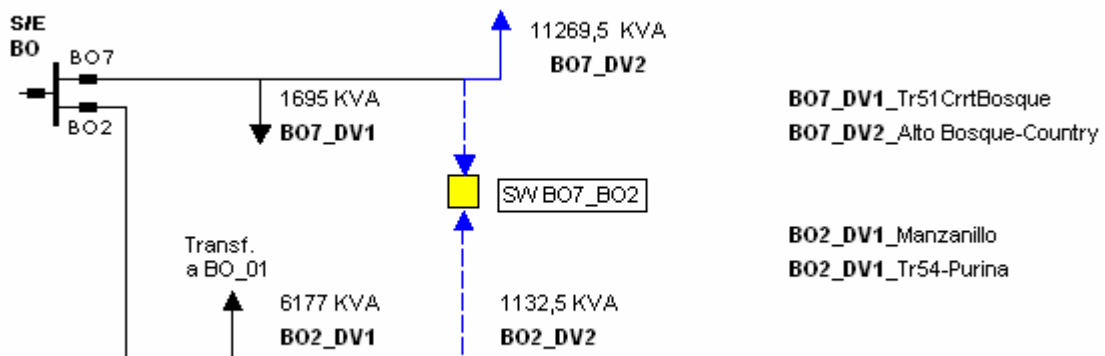 S/E
BO
BO7
BO2
11269,5 KVA
BO7_DV2
1695 KVA
BO7_DV1
BO7_DV1_Tr51CrrtBosque
BO7_DV2_Alto Bosque-Country
SW BO7_BO2
Transf.
a BO_01
BO2_DV1_Manzanillo
BO2_DV1_Tr54-Purina
6177 KVA
BO2_DV1
1132,5 KVA
BO2_DV2